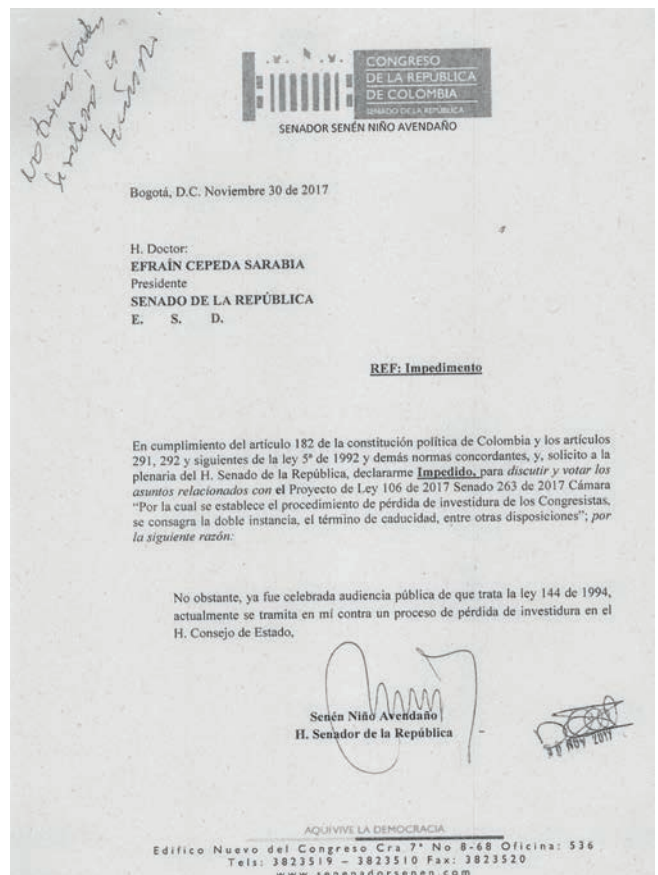 CONGRESO
DE LA REPÚBLICA
DE COLOMBIA
SENADO DE LA REPÚBLICA
SENADOR SENÉN NIÑO AVENDAÑO
Bogotá, D.C. Noviembre 30 de 2017
H. Doctor:
EFRAÍN CEPEDA SARABIA
Presidente
SENADO DE LA REPÚBLICA
E. S. D.
REF: Impedimento
En cumplimiento del artículo 182 de la constitución política de Colombia y los artículos
291, 292 y siguientes de la ley 5ª de 1992 y demás normas concordantes, y, solicito a la
plenaria del H. Senado de la República, declararme Impedido, para discutir y votar los
asuntos relacionados con el Proyecto de Ley 106 de 2017 Senado 263 de 2017 Cámara
“Por la cual se establece el procedimiento de pérdida de investidura de los Congresistas,
se consagra la doble instancia, el término de caducidad, entre otras disposiciones”; por
la siguiente razón:
No obstante, ya fue celebrada audiencia pública de que trata la ley 144 de 1994,
actualmente se tramita en mí contra un proceso de pérdida de investidura en el
H. Consejo de Estado,
Senén Niño Avendaño
H. Senador de la República
30 NOV 2017
AQUÍVIVE LA DEMOCRACIA
Edifico Nuevo del Congreso Cra 7ª No 8-68 Oficina: 536
Tels: 3823519 – 3823510 Fax: 3823520